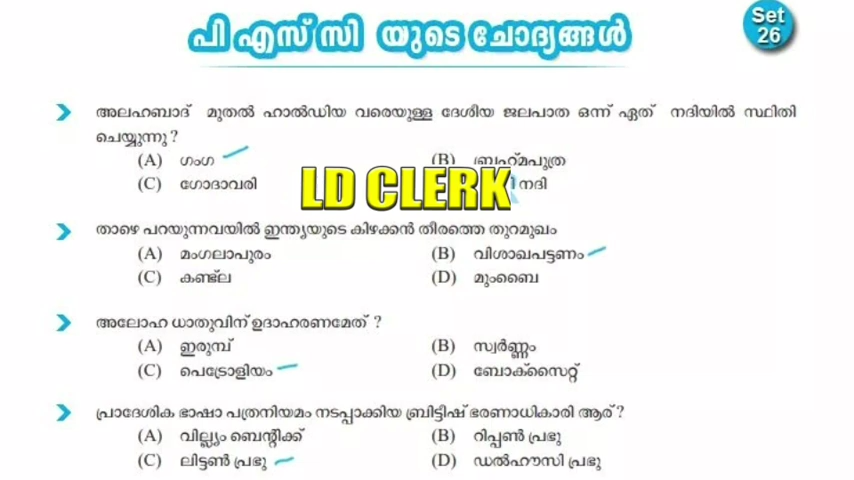 പി എസ് സി യുടെ ചോദ്യങ്ങൾ
Set
26
അലഹബാദ് മുതൽ ഹാൽഡിയ വരെയുള്ള ദേശീയ ജലപാത ഒന്ന് ഏത് നദിയിൽ സ്ഥിതി
ചെയ്യുന്നു ?
(A) ഗംഗ
(B) ബ്രഹ്മപുത്ര
(C) ഗോദാവരി
നദി
LD CLERK
താഴെ പറയുന്നവയിൽ ഇന്ത്യയുടെ കിഴക്കൻ തീരത്തെ തുറമുഖം
(A) മംഗലാപുരം
(B) വിശാഖപട്ടണം
(C) കണ്ട്ല
(D) മുംബൈ
അലോഹ ധാതുവിന് ഉദാഹരണമേത് ?
(A) ഇരുമ്പ്
(B) സ്വർണ്ണം
(C) പെട്രോളിയം
(D) ബോക്സൈറ്റ്
പ്രാദേശിക ഭാഷാ പത്രനിയമം നടപ്പാക്കിയ ബ്രിട്ടീഷ് ഭരണാധികാരി ആര് ?
(A) വില്ല്യം ബെന്റിക്ക്
(B) റിപ്പൺ പ്രഭു
(C) ലിട്ടൺ പ്രഭു
(D) ഡൽഹൗസി പ്രഭു